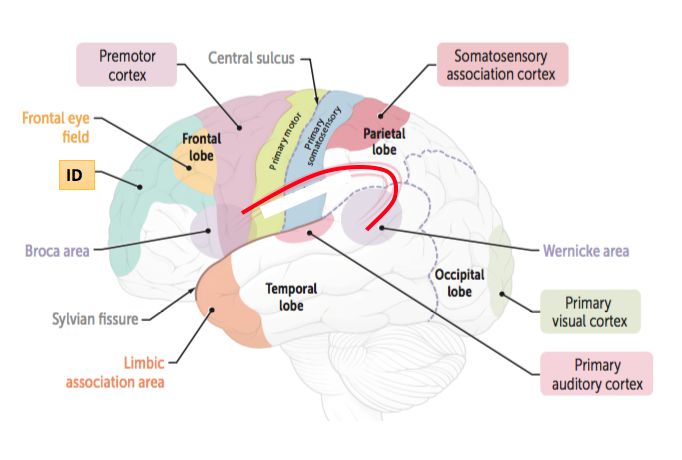 Premotor
cortex
Central sulcus
Somatosensory
association cortex
Frontal eye
field
Frontal
lobe
Primary motor
Primary
somatosensory
Parietal
lobe
ID
Broca area
Wernicke area
Temporal
lobe
Occipital
lobe
Sylvian fissure
Primary
visual cortex
Limbic
association area
Primary
auditory cortex